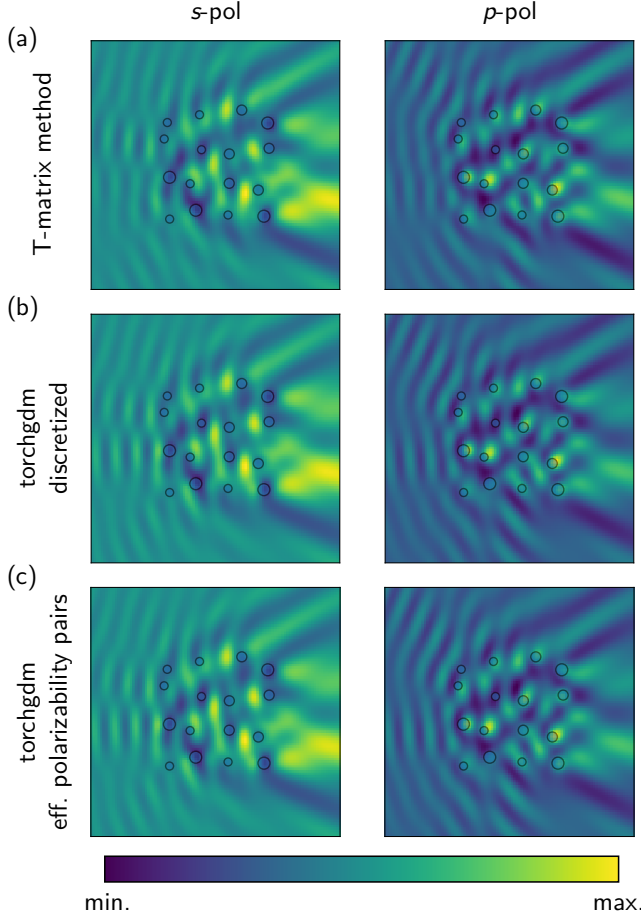 s-pol
p-pol
(a)
T-matrix method
(b)
torchgdm
discretized
(c)
torchgdm
eff. polarizability pairs
min.
max.